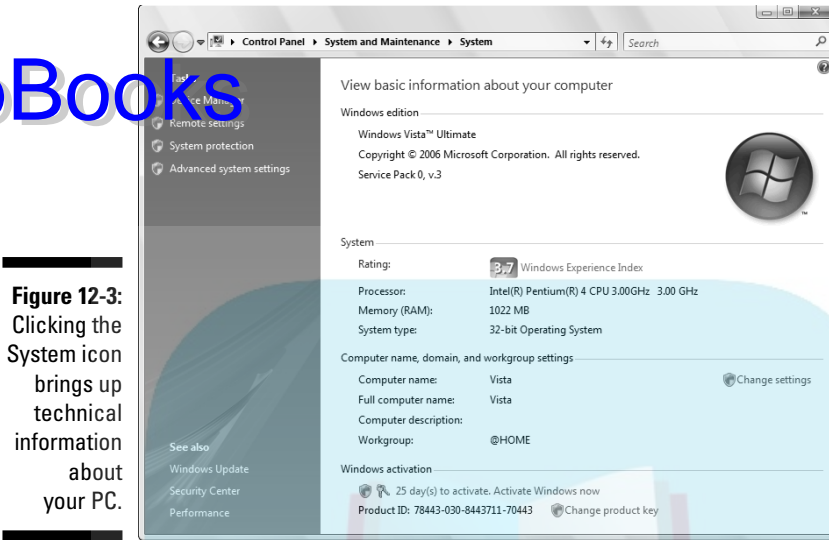 Control Panel ▸ System and Maintenance ▸ System
Search
oBooks
Tasks
Device Manager
Remote settings
System protection
Advanced system settings
See also
Windows Update
Security Center
Performance
View basic information about your computer
Windows edition
Windows Vista™ Ultimate
Copyright © 2006 Microsoft Corporation. All rights reserved.
Service Pack 0, v.3
System
Rating: 3.7 Windows Experience Index
Processor: Intel(R) Pentium(R) 4 CPU 3.00GHz 3.00 GHz
Memory (RAM): 1022 MB
System type: 32-bit Operating System
Computer name, domain, and workgroup settings
Computer name: Vista Change settings
Full computer name: Vista
Computer description:
Workgroup: @HOME
Windows activation
25 day(s) to activate. Activate Windows now
Product ID: 78443-030-8443711-70443 Change product key
Figure 12-3:
Clicking the
System icon
brings up
technical
information
about
your PC.